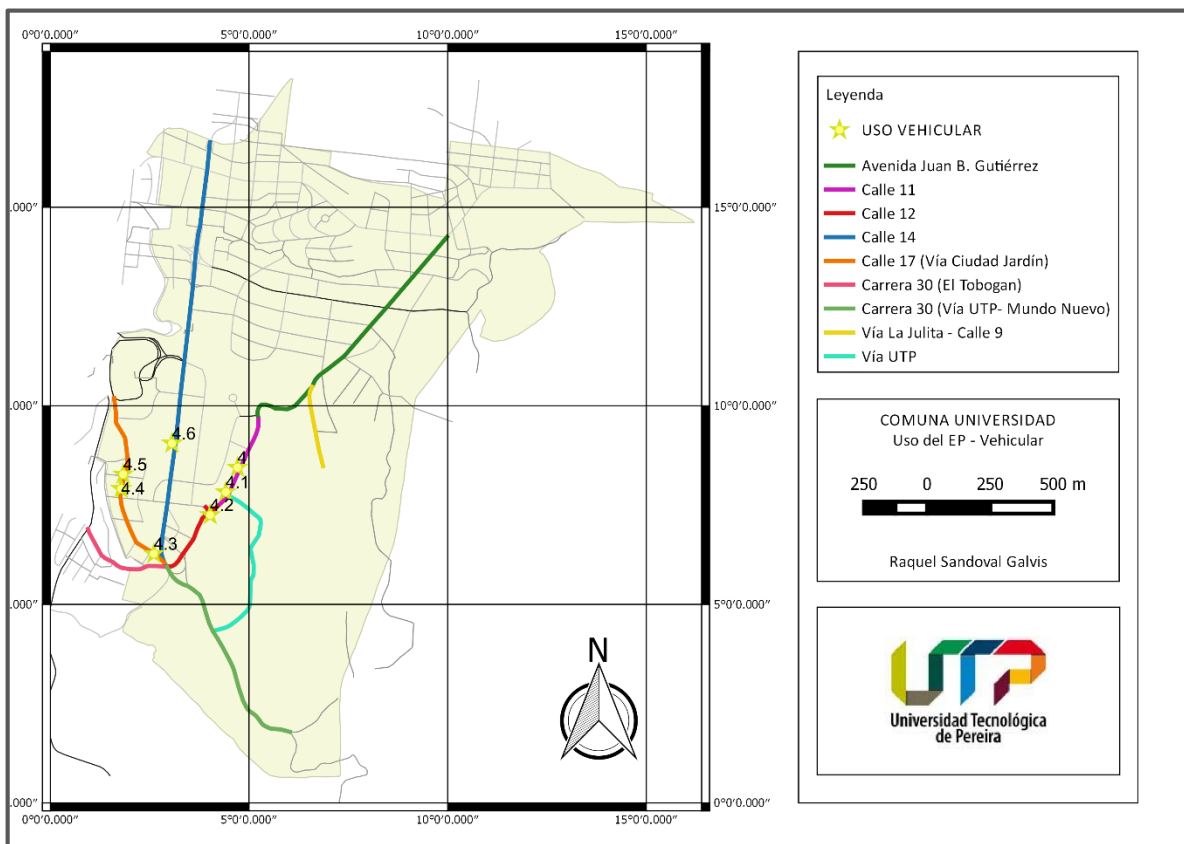 0°0'0.000"
5°0'0.000"
10°0'0.000"
15°0'0.000"
.000"
15°0'0.000"
.000"
10°0'0.000"
.000"
5°0'0.000"
.000"
0°0'0.000"
0°0'0.000"
5°0'0.000"
10°0'0.000"
15°0'0.000"
4.6
4
4.5
4.1
4.4
4.2
4.3
N
Leyenda
USO VEHICULAR
Avenida Juan B. Gutiérrez
Calle 11
Calle 12
Calle 14
Calle 17 (Vía Ciudad Jardín)
Carrera 30 (El Tobogan)
Carrera 30 (Vía UTP- Mundo Nuevo)
Vía La Julita - Calle 9
Vía UTP
COMUNA UNIVERSIDAD
Uso del EP - Vehicular
250 0 250 500 m
Raquel Sandoval Galvis
UTP
Universidad Tecnológica
de Pereira